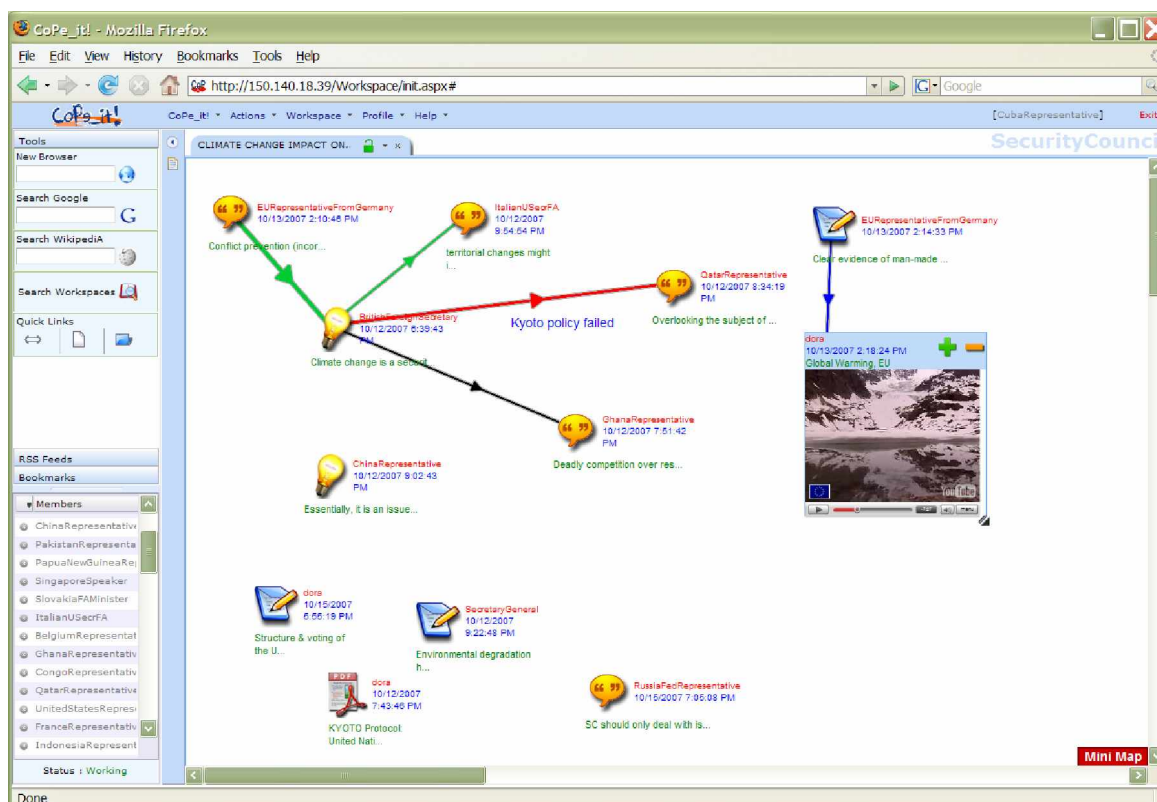 CoPe_it! - Mozilla Firefox
File Edit View History Bookmarks Tools Help
http://150.140.18.39/Workspace/init.aspx#
Google
CoPe_it!
CoPe_it! Actions Workspace Profile Help
[CubaRepresentative]
Exit
Tools
New Browser
Search Google
Search WikipediA
Search Workspaces
Quick Links
RSS Feeds
Bookmarks
Members
ChinaRepresentative
PakistanRepresenta
PapuaNewGuineaRe
SingaporeSpeaker
SlovakiaFAMinister
ItalianUSecrFA
BelgiumRepresentat
GhanaRepresentativ
CongoRepresentativ
QatarRepresentative
UnitedStatesRepres
FranceRepresentativ
IndonesiaRepresent
Status : Working
Done
CLIMATE CHANGE IMPACT ON..
SecurityCounci
EURepresentativeFromGermany
10/13/2007 2:10:46 PM
Conflict prevention (incor...
ItalianUSecrFA
10/12/2007
9:54:54 PM
territorial changes might
i...
EURepresentativeFromGermany
10/13/2007 2:14:33 PM
Clear evidence of man-made ...
QatarRepresentative
10/12/2007 8:34:19
PM
Overlooking the subject of ...
BritishForeignSecretary
10/12/2007 6:39:43
PM
Climate change is a securit...
Kyoto policy failed
dora
10/13/2007 2:18:24 PM
Global Warming, EU
YouTube
GhanaRepresentative
10/12/2007 7:51:42
PM
Deadly competition over res...
ChinaRepresentative
10/12/2007 9:02:43
PM
Essentially, it is an issue...
dora
10/15/2007
6:56:19 PM
Structure & voting of
the U...
SecretaryGeneral
10/12/2007
9:22:48 PM
Environmental degradation
h...
PDF
dora
10/12/2007
7:43:46 PM
KYOTO Protocol:
United Nati...
RussiaFedRepresentative
10/15/2007 7:05:08 PM
SC should only deal with is...
Mini Map